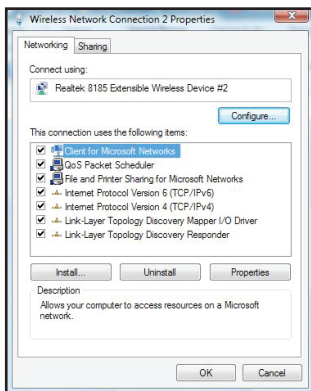 Wireless Network Connection 2 Properties
Networking Sharing
Connect using:
Realtek 8185 Extensible Wireless Device #2
Configure...
This connection uses the following items:
Client for Microsoft Networks
QoS Packet Scheduler
File and Printer Sharing for Microsoft Networks
Internet Protocol Version 6 (TCP/IPv6)
Internet Protocol Version 4 (TCP/IPv4)
Link-Layer Topology Discovery Mapper I/O Driver
Link-Layer Topology Discovery Responder
Install... Uninstall Properties
Description
Allows your computer to access resources on a Microsoft
network.
OK Cancel